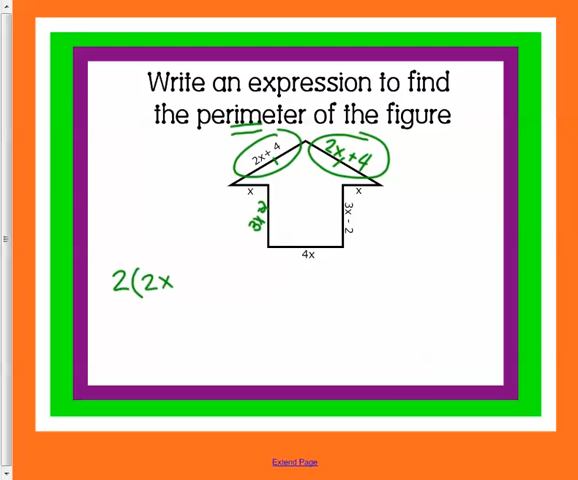 Write an expression to find
the perimeter of the figure
2x + 4
2x + 4
x
x
3x-2
3x - 2
4x
2(2x
Extend Page